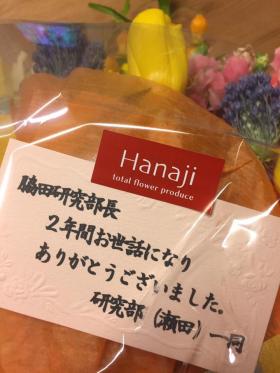 Hanaji
total flower produce
脇田研究部長
2年間お世話になり
ありがとうございました。
研究部（瀬田）一同